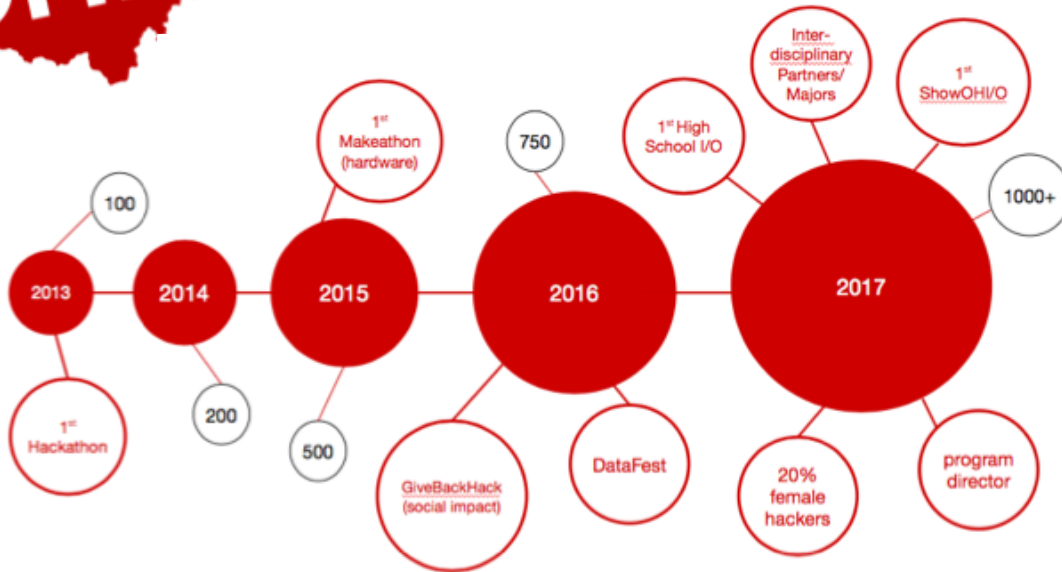 Inter-
disciplinary
Partners/
Majors
1st
ShowOHI/O
1st
Makeathon
(hardware)
750
1st High
School I/O
100
1000+
2013
2014
2015
2016
2017
1st
Hackathon
200
500
GiveBackHack
(social impact)
DataFest
20%
female
hackers
program
director